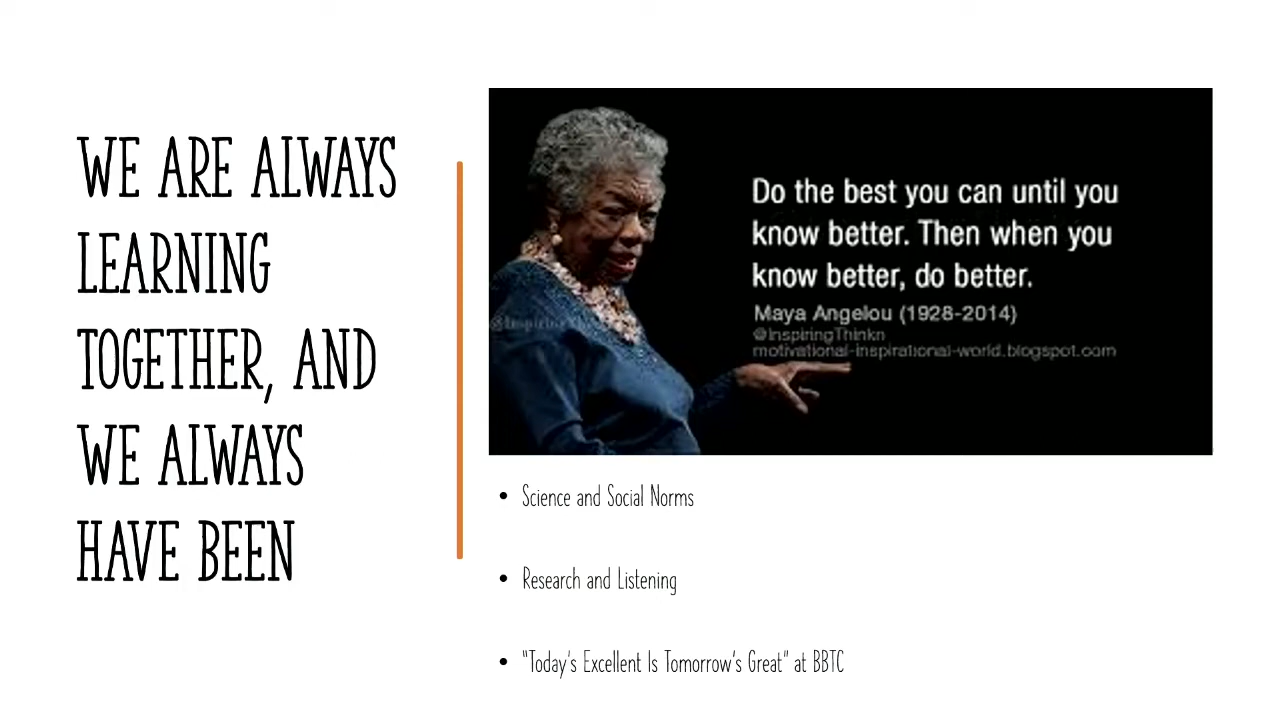 WE ARE ALWAYS
LEARNING
TOGETHER, AND
WE ALWAYS
HAVE BEEN
Do the best you can until you
know better. Then when you
know better, do better.
Maya Angelou (1928-2014)
@InspiringThinkn
motivational-inspirational-world.blogspot.com
• Science and Social Norms
• Research and Listening
• "Today's Excellent Is Tomorrow's Great" at BBTC